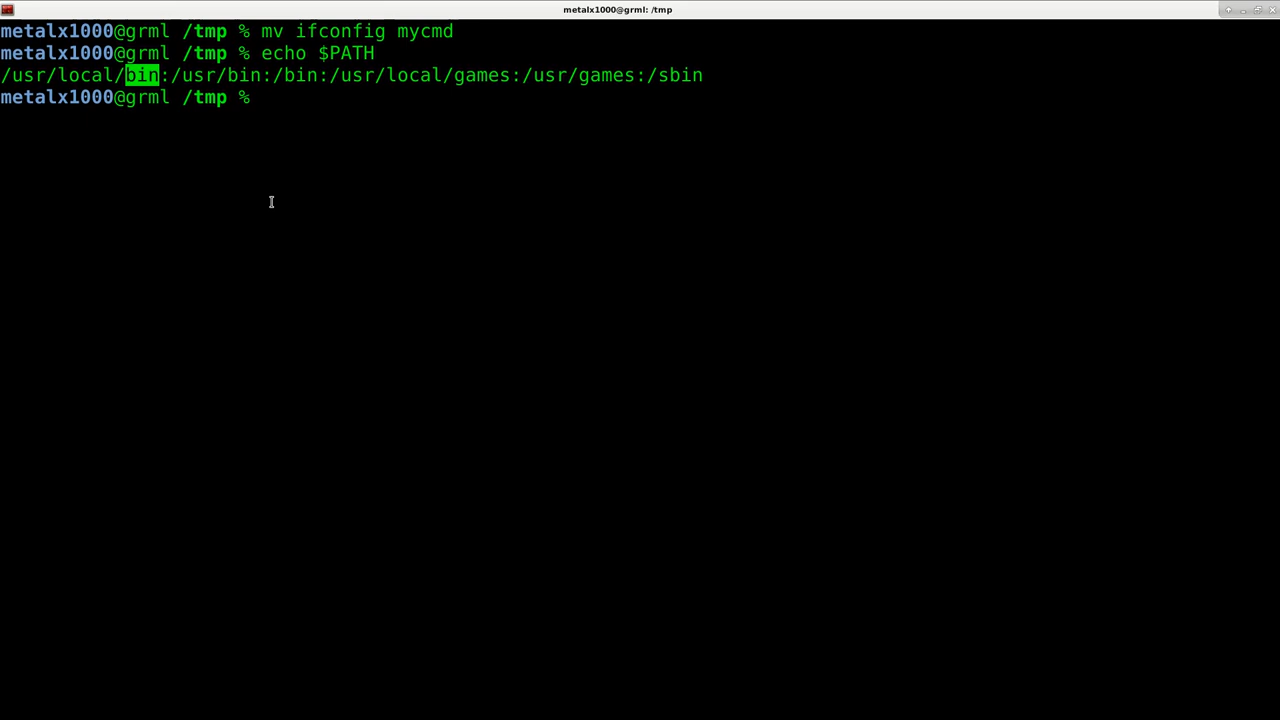 metalx1000@grml: /tmp
metalx1000@grml /tmp % mv ifconfig mycmd
metalx1000@grml /tmp % echo $PATH
/usr/local/bin:/usr/bin:/bin:/usr/local/games:/usr/games:/sbin
metalx1000@grml /tmp %